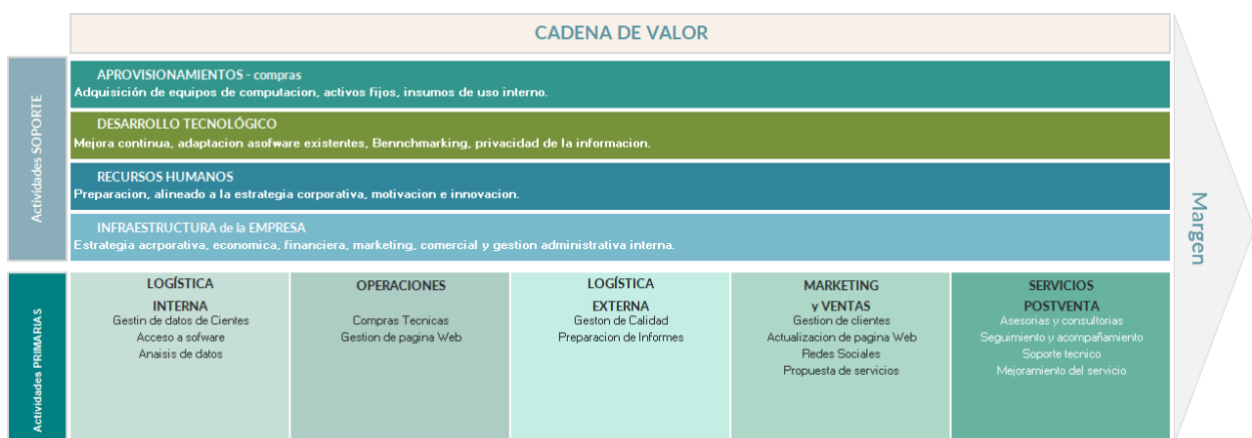 CADENA DE VALOR
Actividades SOPORTE
APROVISIONAMIENTOS - compras
Adquisición de equipos de computacion, activos fijos, insumos de uso interno.
DESARROLLO TECNOLÓGICO
Mejora continua, adaptacion asofware existentes, Bennchmarking, privacidad de la informacion.
RECURSOS HUMANOS
Preparacion, alineado a la estrategia corporativa, motivacion e innovacion.
INFRAESTRUCTURA de la EMPRESA
Estrategia acrporativa, economica, financiera, marketing, comercial y gestion administrativa interna.
Actividades PRIMARIAS
LOGÍSTICA
INTERNA
Gestin de datos de Cientes
Acceso a sofware
Anaisis de datos
OPERACIONES
Compras Tecnicas
Gestion de pagina Web
LOGÍSTICA
EXTERNA
Geston de Calidad
Preparacion de Informes
MARKETING
y VENTAS
Gestion de clientes
Actualizacion de pagina Web
Redes Sociales
Propuesta de servicios
SERVICIOS
POSTVENTA
Asesorias y consultorias
Seguimiento y acompañamiento
Soporte tecnico
Mejoramiento del servicio
Margen